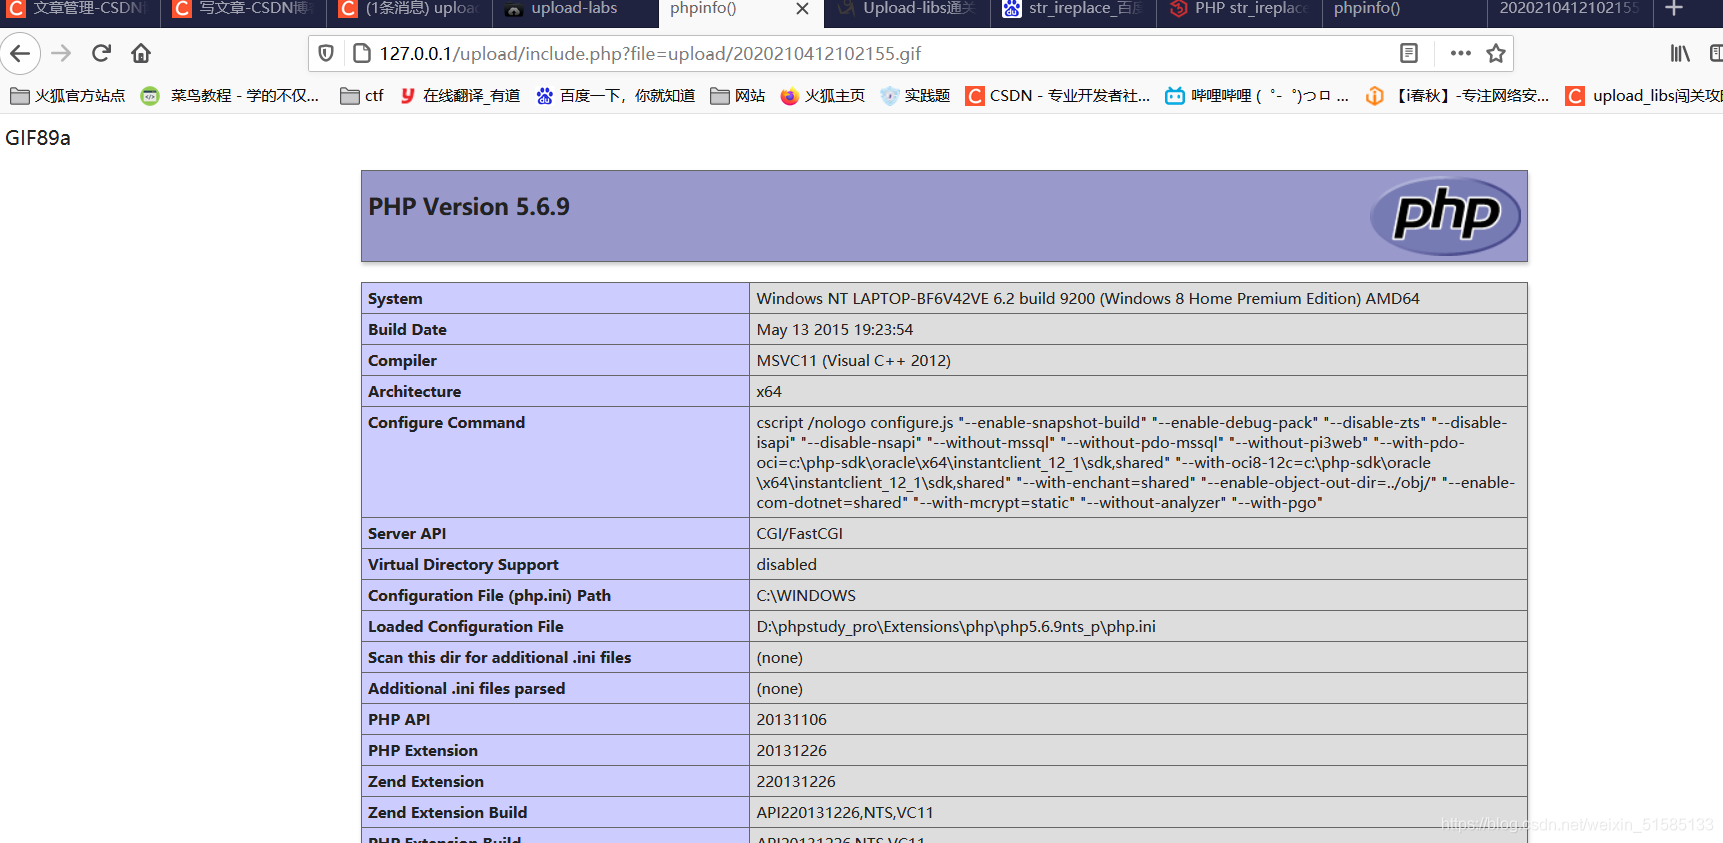 文章管理-CSDN博
写文章-CSDN博客
(1条消息) upload
upload-labs
phpinfo()
Upload-libs通关
str_ireplace_百度
PHP str_ireplace
phpinfo()
2020210412102155
127.0.0.1/upload/include.php?file=upload/2020210412102155.gif
火狐官方站点
菜鸟教程 - 学的不仅...
ctf
在线翻译_有道
百度一下，你就知道
网站
火狐主页
实践题
CSDN - 专业开发者社...
哔哩哔哩 (゜-゜)つロ ...
【i春秋】-专注网络安...
upload_libs闯关攻
GIF89a
PHP Version 5.6.9
php
System
Windows NT LAPTOP-BF6V42VE 6.2 build 9200 (Windows 8 Home Premium Edition) AMD64
Build Date
May 13 2015 19:23:54
Compiler
MSVC11 (Visual C++ 2012)
Architecture
x64
Configure Command
cscript /nologo configure.js "--enable-snapshot-build" "--enable-debug-pack" "--disable-zts" "--disable-
isapi" "--disable-nsapi" "--without-mssql" "--without-pdo-mssql" "--without-pi3web" "--with-pdo-
oci=c:\php-sdk\oracle\x64\instantclient_12_1\sdk,shared" "--with-oci8-12c=c:\php-sdk\oracle
\x64\instantclient_12_1\sdk,shared" "--with-enchant=shared" "--enable-object-out-dir=../obj/" "--enable-
com-dotnet=shared" "--with-mcrypt=static" "--without-analyzer" "--with-pgo"
Server API
CGI/FastCGI
Virtual Directory Support
disabled
Configuration File (php.ini) Path
C:\WINDOWS
Loaded Configuration File
D:\phpstudy_pro\Extensions\php\php5.6.9nts_p\php.ini
Scan this dir for additional .ini files
(none)
Additional .ini files parsed
(none)
PHP API
20131106
PHP Extension
20131226
Zend Extension
220131226
Zend Extension Build
API220131226,NTS,VC11
PHP Extension Build
API20131226,NTS,VC11
https://blog.csdn.net/weixin_51585133